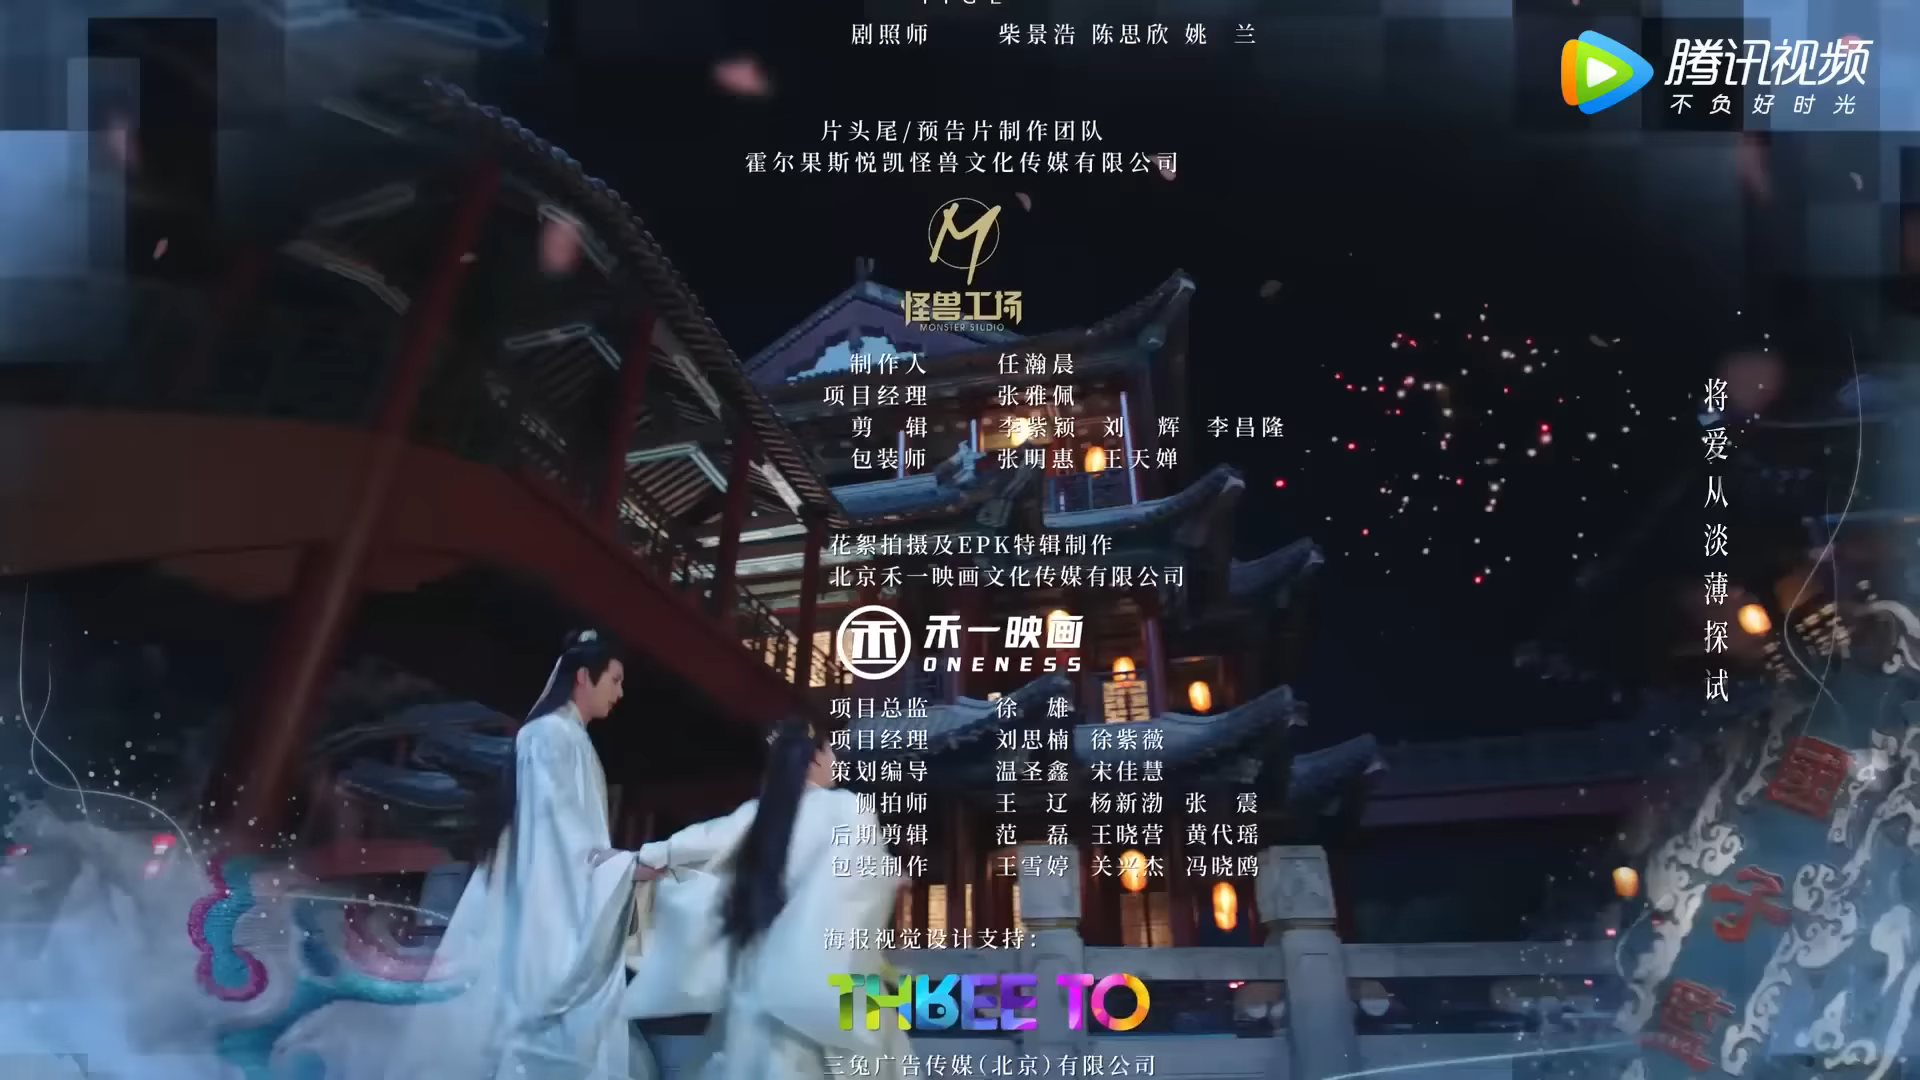 剧照师 柴景浩 陈思欣 姚 兰
腾讯视频
不负好时光
片头尾/预告片制作团队
霍尔果斯悦凯怪兽文化传媒有限公司
怪兽工场
MONSTER STUDIO
制作人 任瀚晨
项目经理 张雅佩
剪 辑 李紫颖 刘 辉 李昌隆
包装师 张明惠 王天婵
将爱从淡薄探试
花絮拍摄及EPK特辑制作
北京禾一映画文化传媒有限公司
禾 禾一映画
ONENESS
项目总监 徐 雄
项目经理 刘思楠 徐紫薇
策划编导 温圣鑫 宋佳慧
侧拍师 王 辽 杨新渤 张 震
后期剪辑 范 磊 王晓营 黄代瑶
包装制作 王雪婷 关兴杰 冯晓鸥
海报视觉设计支持:
THREE TO
三兔广告传媒(北京)有限公司